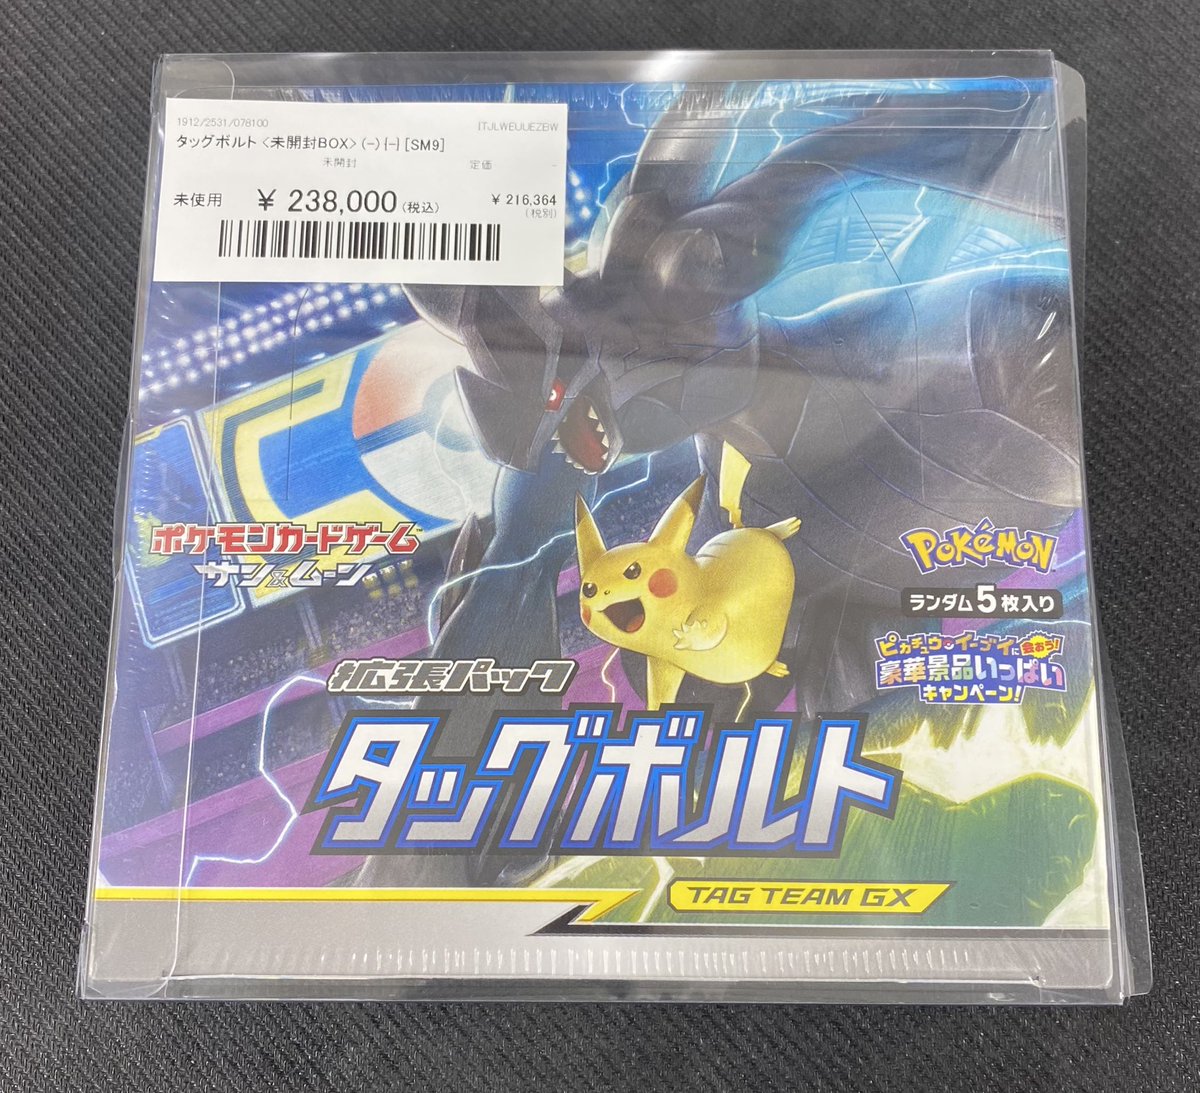 1912/2531/078100
ITJLWEUUEZBW
タッグボルト <未開封BOX> (-) {-} [SM9]
未開封
定価 -
未使用 ¥ 238,000 (税込) ¥ 216,364
(税別)
ポケモンカードゲーム
サン&ムーン
Pokémon
ランダム5枚入り
ピカチュウ・イーブイに会おう!
豪華景品いっぱい
キャンペーン!
拡張パック
タッグボルト
TAG TEAM GX